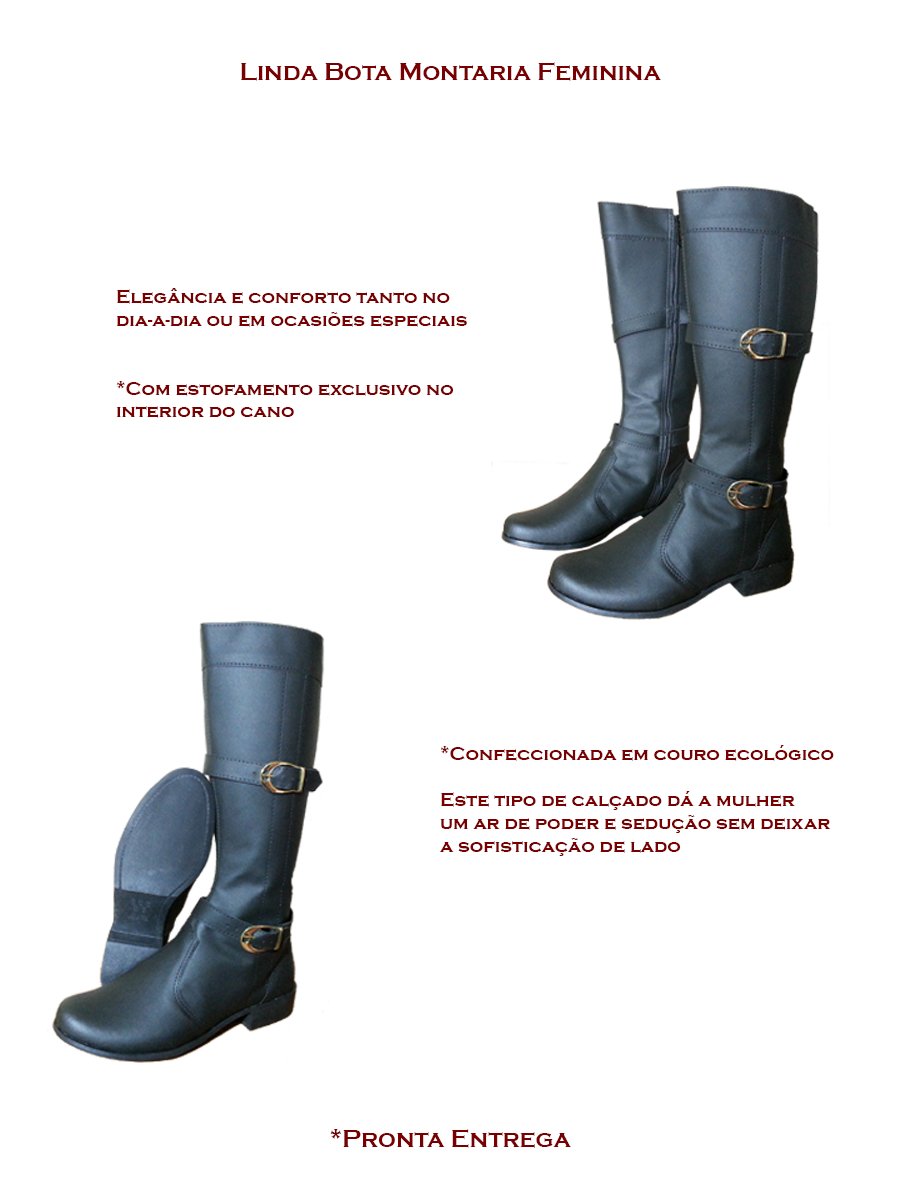 Linda Bota Montaria Feminina
Elegância e conforto tanto no
dia-a-dia ou em ocasiões especiais
*Com estofamento exclusivo no
interior do cano
*Confeccionada em couro ecológico
Este tipo de calçado dá a mulher
um ar de poder e sedução sem deixar
a sofisticação de lado
*Pronta Entrega